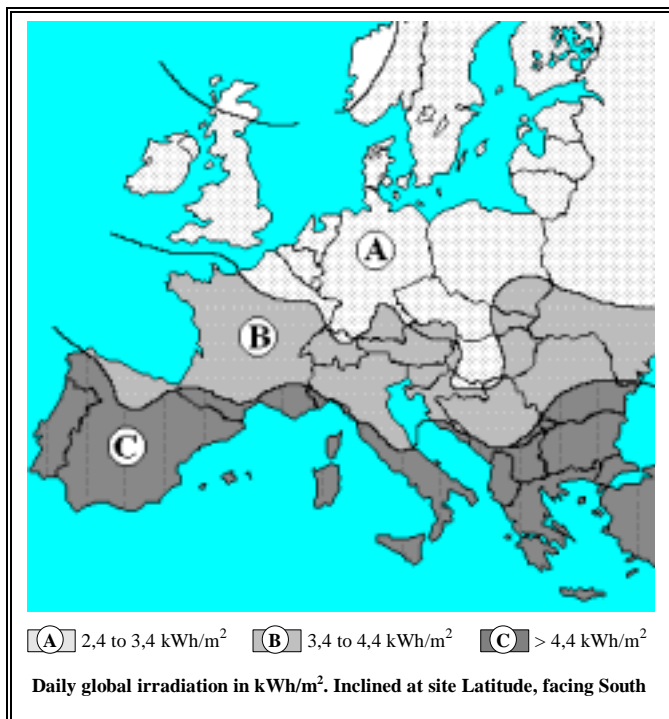 A
B
C
A 2,4 to 3,4 kWh/m² B 3,4 to 4,4 kWh/m² C > 4,4 kWh/m²
Daily global irradiation in kWh/m². Inclined at site Latitude, facing South